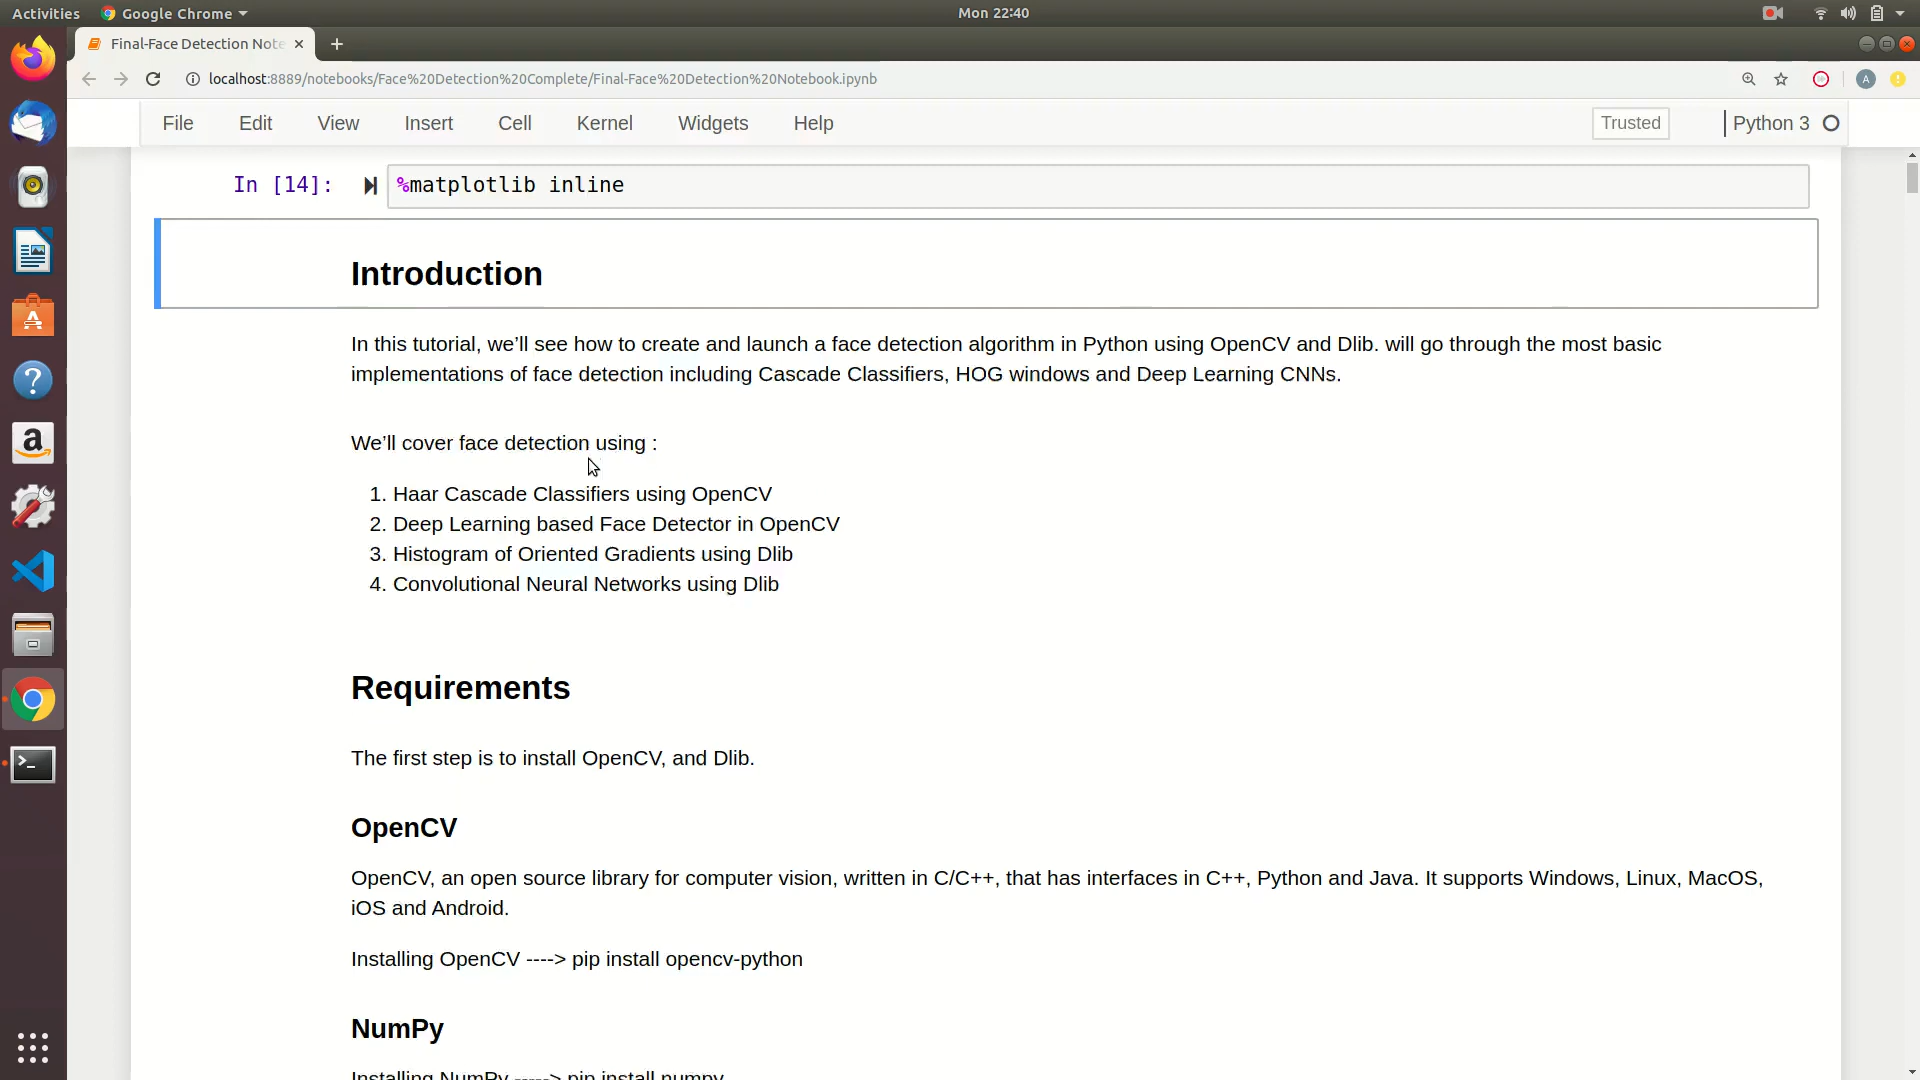 Activities Google Chrome Mon 22:40
Final-Face Detection Note
localhost:8889/notebooks/Face%20Detection%20Complete/Final-Face%20Detection%20Notebook.ipynb A
File Edit View Insert Cell Kernel Widgets Help Trusted Python 3
In [14]: %matplotlib inline
Introduction
In this tutorial, we’ll see how to create and launch a face detection algorithm in Python using OpenCV and Dlib. will go through the most basic
implementations of face detection including Cascade Classifiers, HOG windows and Deep Learning CNNs.
We’ll cover face detection using :
1. Haar Cascade Classifiers using OpenCV
2. Deep Learning based Face Detector in OpenCV
3. Histogram of Oriented Gradients using Dlib
4. Convolutional Neural Networks using Dlib
Requirements
The first step is to install OpenCV, and Dlib.
OpenCV
OpenCV, an open source library for computer vision, written in C/C++, that has interfaces in C++, Python and Java. It supports Windows, Linux, MacOS,
iOS and Android.
Installing OpenCV ----> pip install opencv-python
NumPy
Installing NumPy -----> pip install numpy